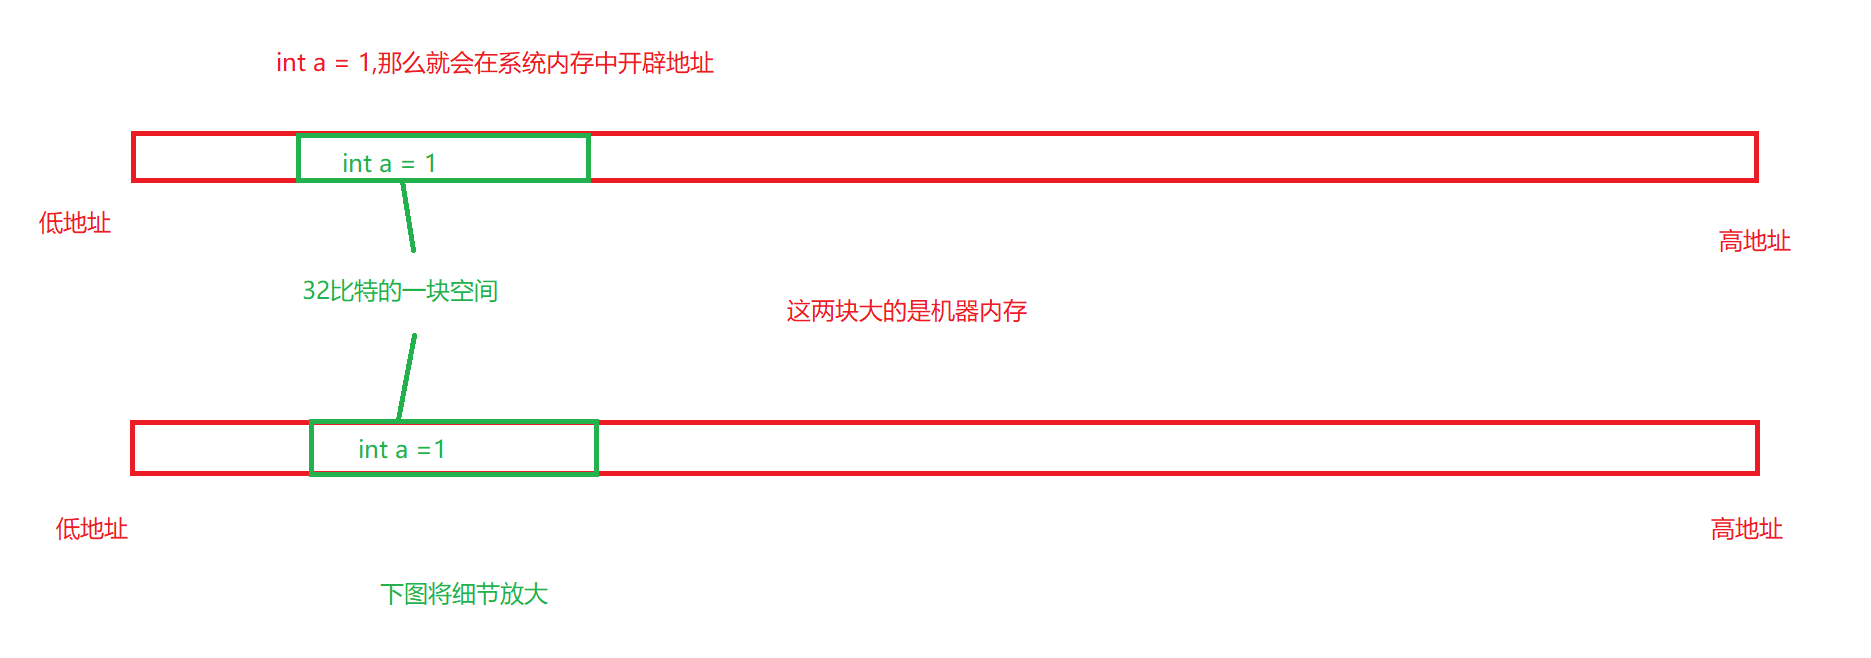 int a = 1,那么就会在系统内存中开辟地址
int a = 1
低地址
高地址
32比特的一块空间
这两块大的是机器内存
int a =1
低地址
高地址
下图将细节放大